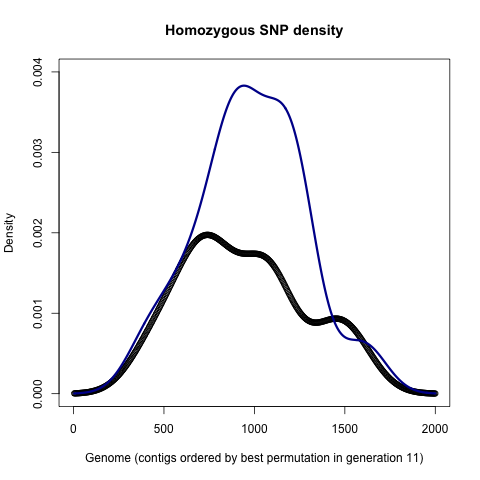 Homozygous SNP density
Density
0.004
0.003
0.002
0.001
0.000
0 500 1000 1500 2000
Genome (contigs ordered by best permutation in generation 11)